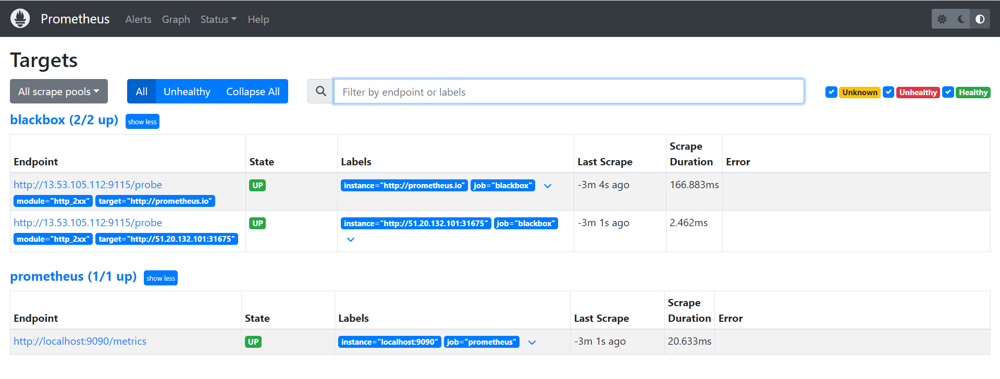 Prometheus Alerts Graph Status Help
Targets
All scrape pools All Unhealthy Collapse All Filter by endpoint or labels Unknown Unhealthy Healthy
blackbox (2/2 up) show less
Endpoint State Labels Last Scrape Scrape Duration Error
http://13.53.105.112:9115/probe UP instance="http://prometheus.io" job="blackbox" -3m 4s ago 166.883ms
module="http_2xx" target="http://prometheus.io"
http://13.53.105.112:9115/probe UP instance="http://51.20.132.101:31675" job="blackbox" -3m 1s ago 2.462ms
module="http_2xx" target="http://51.20.132.101:31675"
prometheus (1/1 up) show less
Endpoint State Labels Last Scrape Scrape Duration Error
http://localhost:9090/metrics UP instance="localhost:9090" job="prometheus" -3m 1s ago 20.633ms